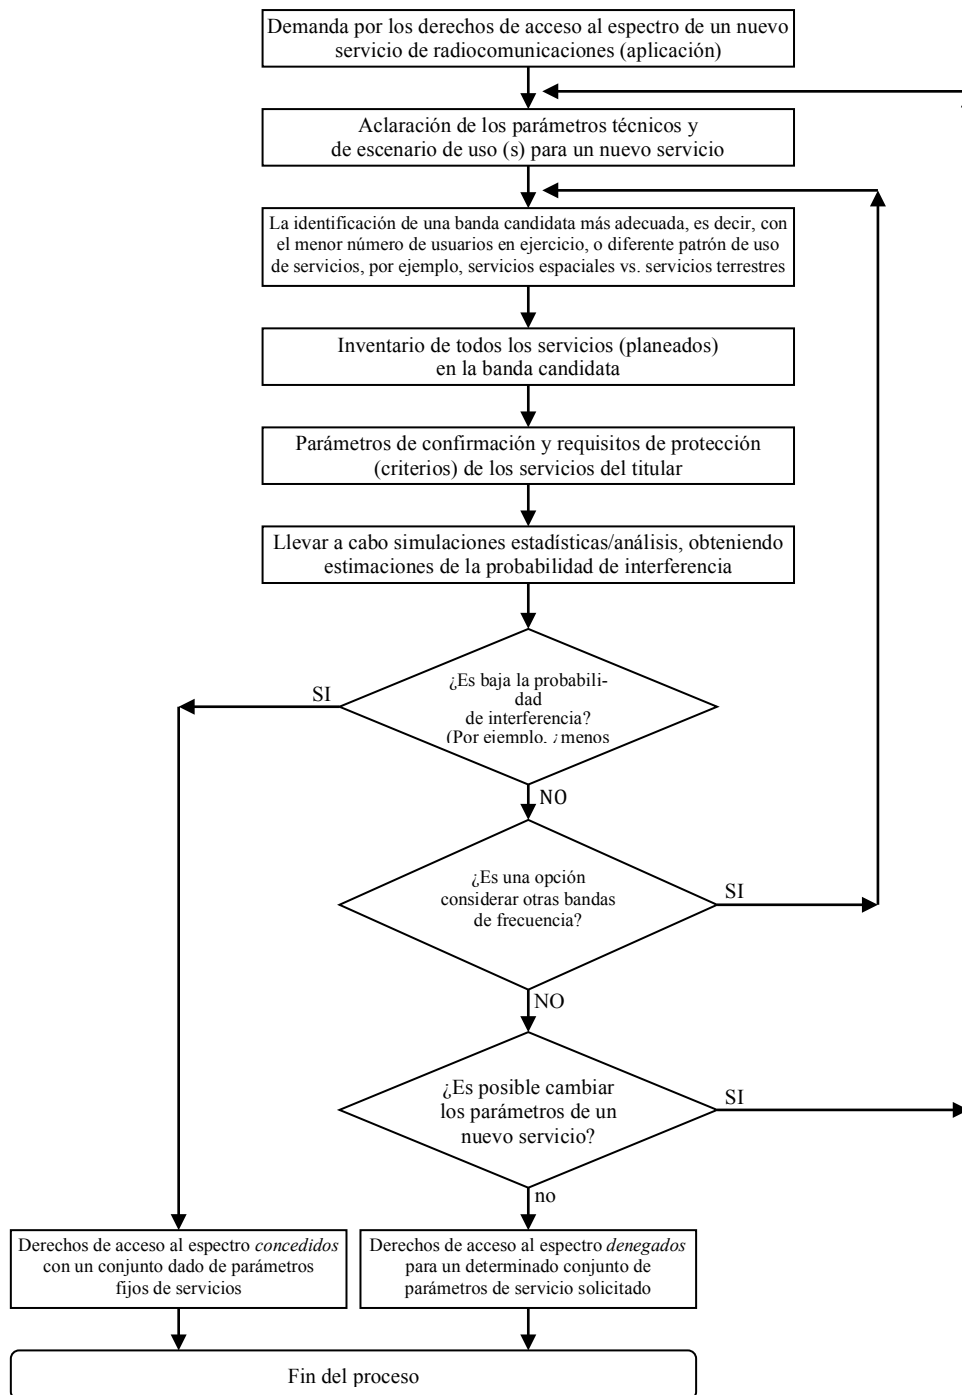 Demanda por los derechos de acceso al espectro de un nuevo
servicio de radiocomunicaciones (aplicación)
Aclaración de los parámetros técnicos y
de escenario de uso (s) para un nuevo servicio
La identificación de una banda candidata más adecuada, es decir, con
el menor número de usuarios en ejercicio, o diferente patrón de uso
de servicios, por ejemplo, servicios espaciales vs. servicios terrestres
Inventario de todos los servicios (planeados)
en la banda candidata
Parámetros de confirmación y requisitos de protección
(criterios) de los servicios del titular
Llevar a cabo simulaciones estadísticas/análisis, obteniendo
estimaciones de la probabilidad de interferencia
¿Es baja la probabili-
dad
de interferencia?
(Por ejemplo, ¿menos
SI
NO
¿Es una opción
considerar otras bandas
de frecuencia?
SI
NO
¿Es posible cambiar
los parámetros de un
nuevo servicio?
SI
no
Derechos de acceso al espectro concedidos
con un conjunto dado de parámetros
fijos de servicios
Derechos de acceso al espectro denegados
para un determinado conjunto de
parámetros de servicio solicitado
Fin del proceso